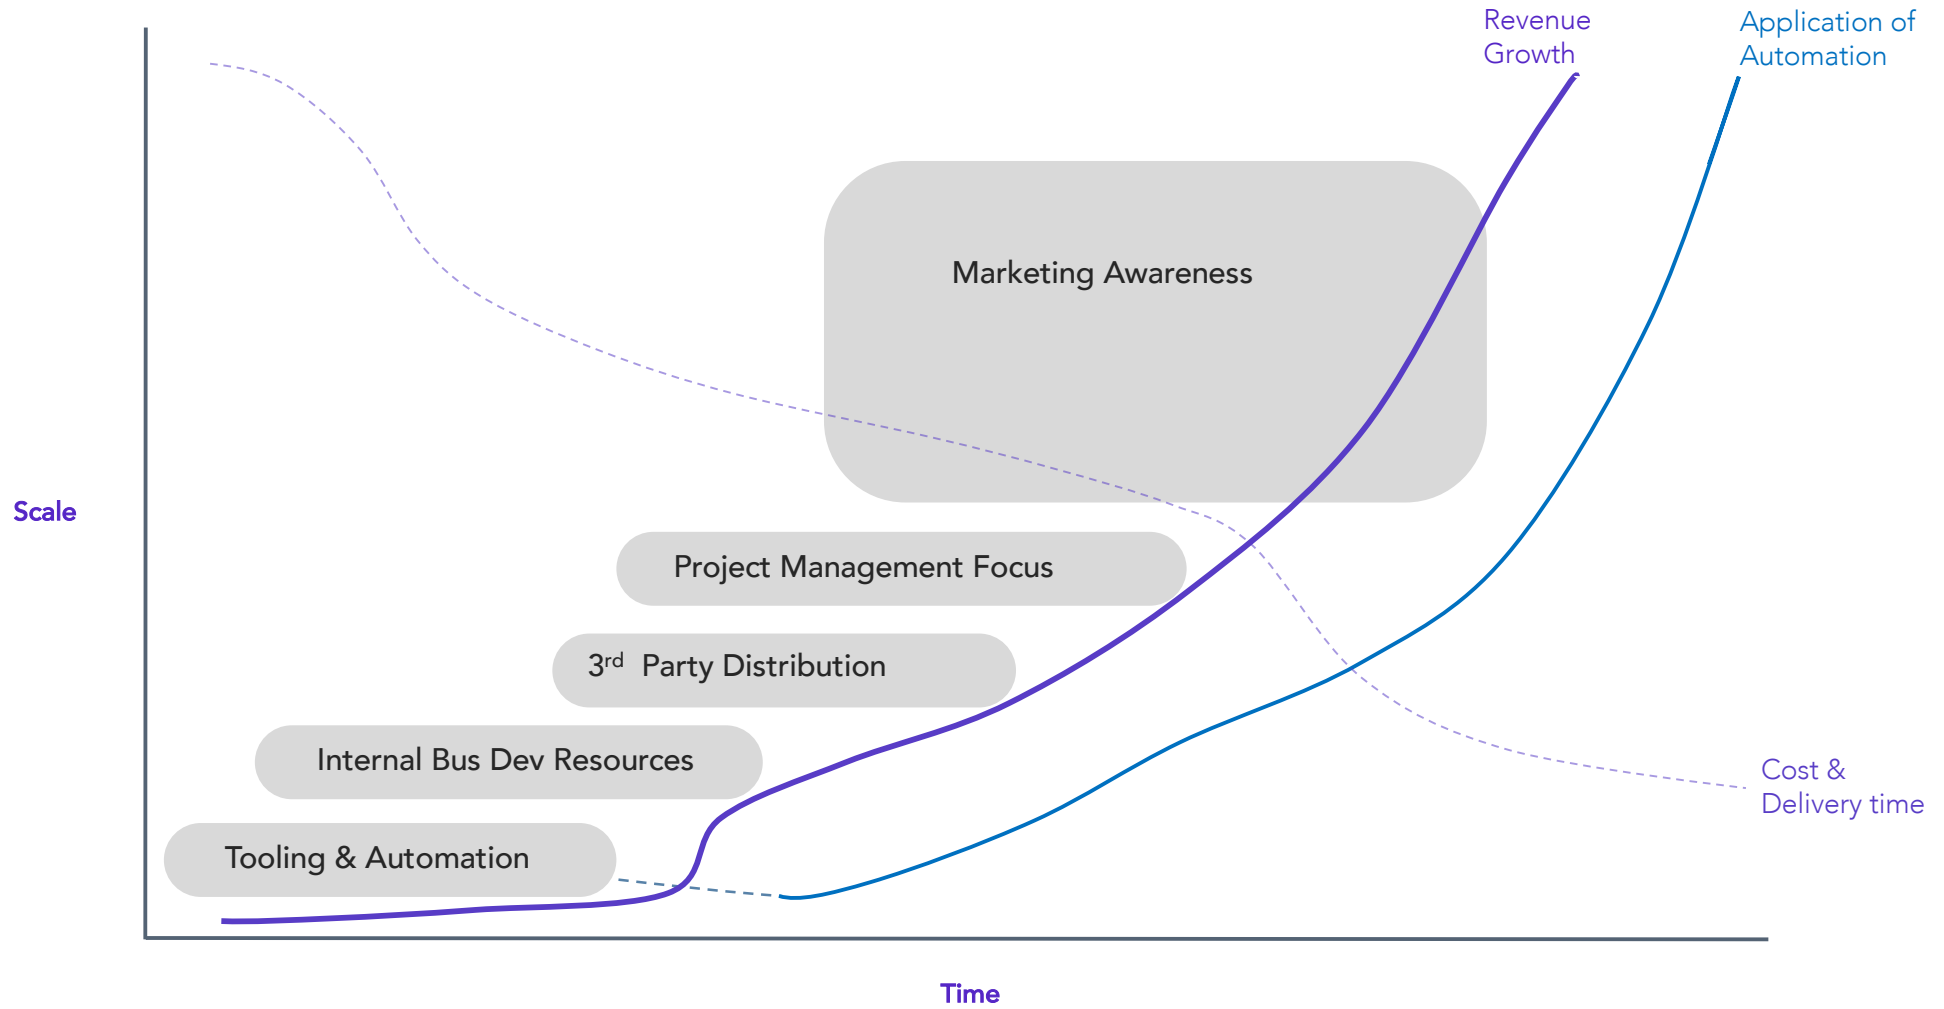 Revenue
Growth
Application of
Automation
Marketing Awareness
Scale
Project Management Focus
3rd Party Distribution
Internal Bus Dev Resources
Cost &
Delivery time
Tooling & Automation
Time